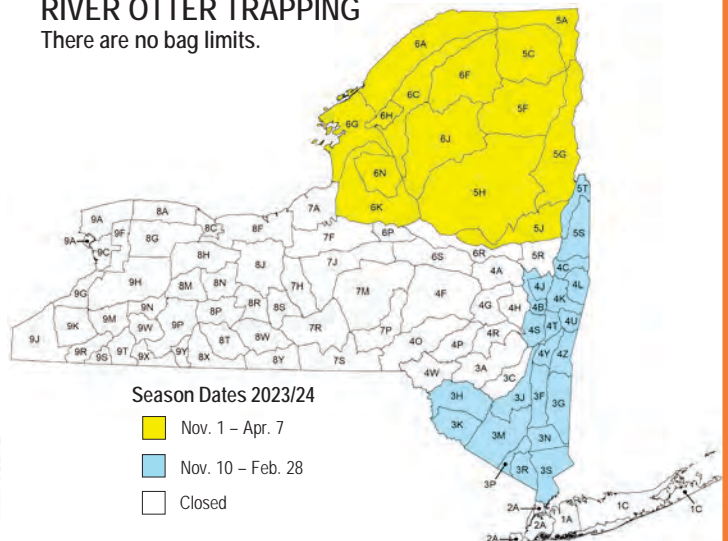 RIVER OTTER TRAPPING
There are no bag limits.
5A
6A
5C
6F
6C
5F
6H
6G
6J
5G
6N
5H
5T
6K
7A
9A
8A
5J
5S
9F
8C
8F
7F
6P
9A
8G
6S
6R
5R
9C
8H
8J
7J
4A
4C
9H
8M
8N
7H
7M
4F
4J
4L
9G
4K
9N
8R
8S
4G
4H
4B
9M
8P
9K
9W
9P
7R
7P
4R
4S
4T
4U
9J
8T
8W
4O
4P
9R
9S
9T
9X
9Y
8X
8Y
7S
4Y
4Z
4W
3A
3C
Season Dates 2023/24
3H
3J
3F
3G
Nov. 1 – Apr. 7
3K
3M
3N
Nov. 10 – Feb. 28
3R
3S
3P
Closed
2A
1C
1C
2A
1A
2A